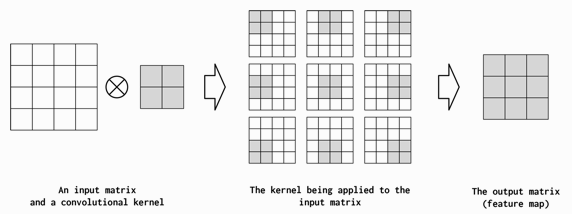 An input matrix
and a convolutional kernel
The kernel being applied to the
input matrix
The output matrix
(feature map)